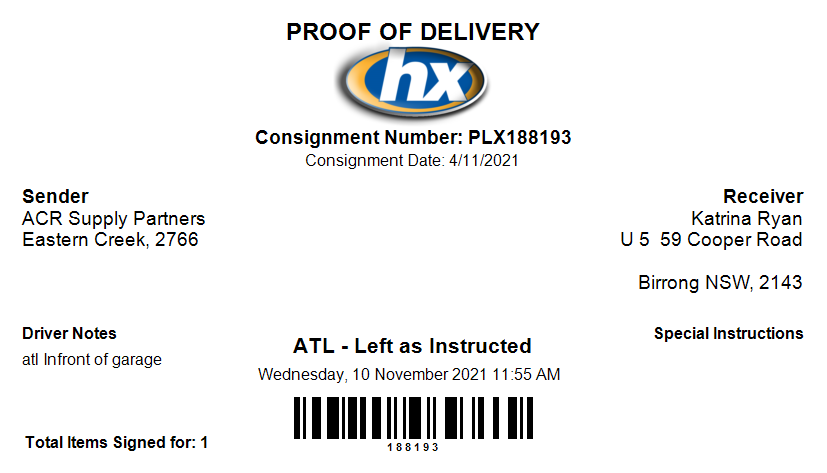 PROOF OF DELIVERY
hx
Consignment Number: PLX188193
Consignment Date: 4/11/2021
Sender
ACR Supply Partners
Eastern Creek, 2766
Receiver
Katrina Ryan
U 5  59 Cooper Road
Birrong NSW, 2143
Driver Notes
atl Infront of garage
ATL - Left as Instructed
Wednesday, 10 November 2021 11:55 AM
Special Instructions
188193
Total Items Signed for: 1